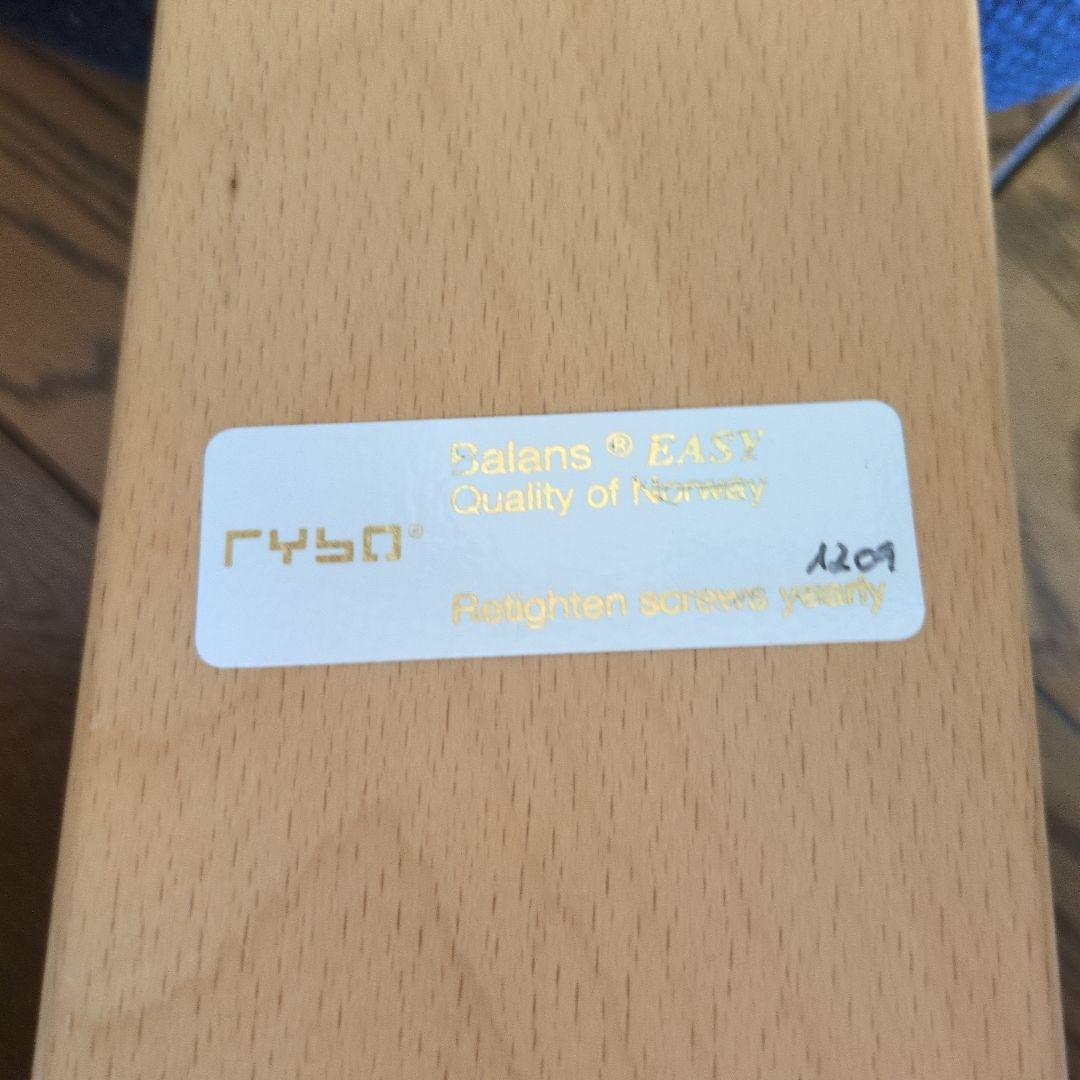 rybo®
Balans ® EASY
Quality of Norway
1209
Retighten screws yearly